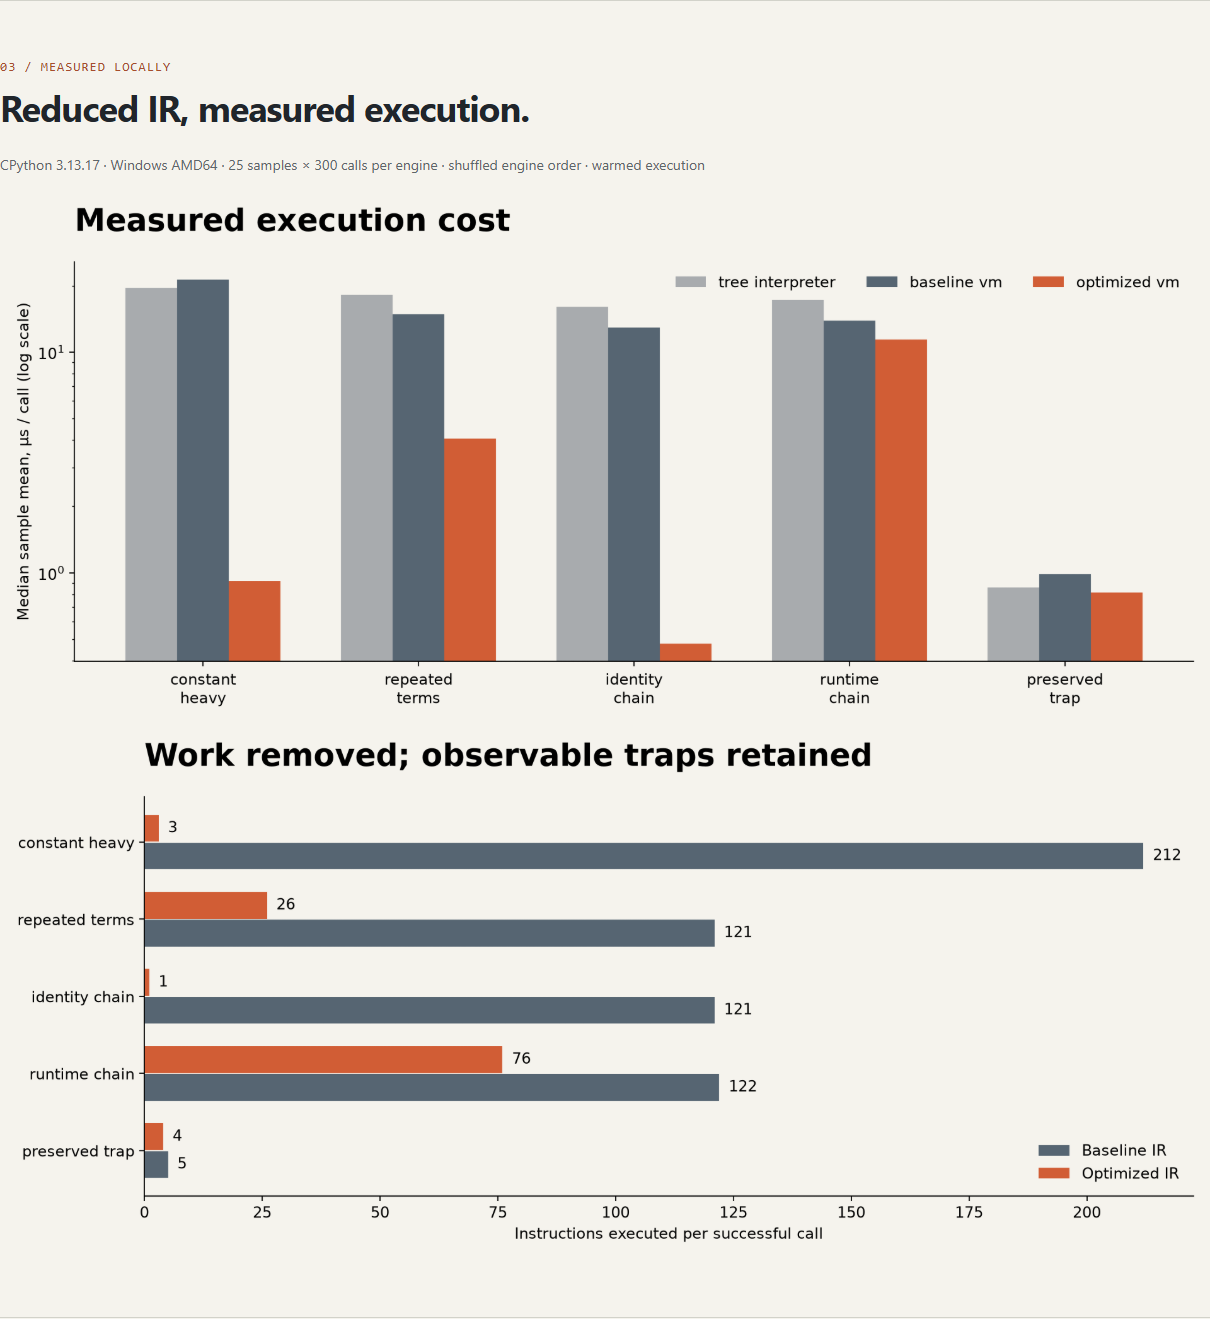 03 / MEASURED LOCALLY
Reduced IR, measured execution.
CPython 3.13.17 · Windows AMD64 · 25 samples × 300 calls per engine · shuffled engine order · warmed execution
Measured execution cost
tree interpreter
baseline vm
optimized vm
Median sample mean, µs / call (log scale)
10¹
10⁰
constant
heavy
repeated
terms
identity
chain
runtime
chain
preserved
trap
Work removed; observable traps retained
constant heavy
3
212
repeated terms
26
121
identity chain
1
121
runtime chain
76
122
preserved trap
4
5
Baseline IR
Optimized IR
0 25 50 75 100 125 150 175 200
Instructions executed per successful call